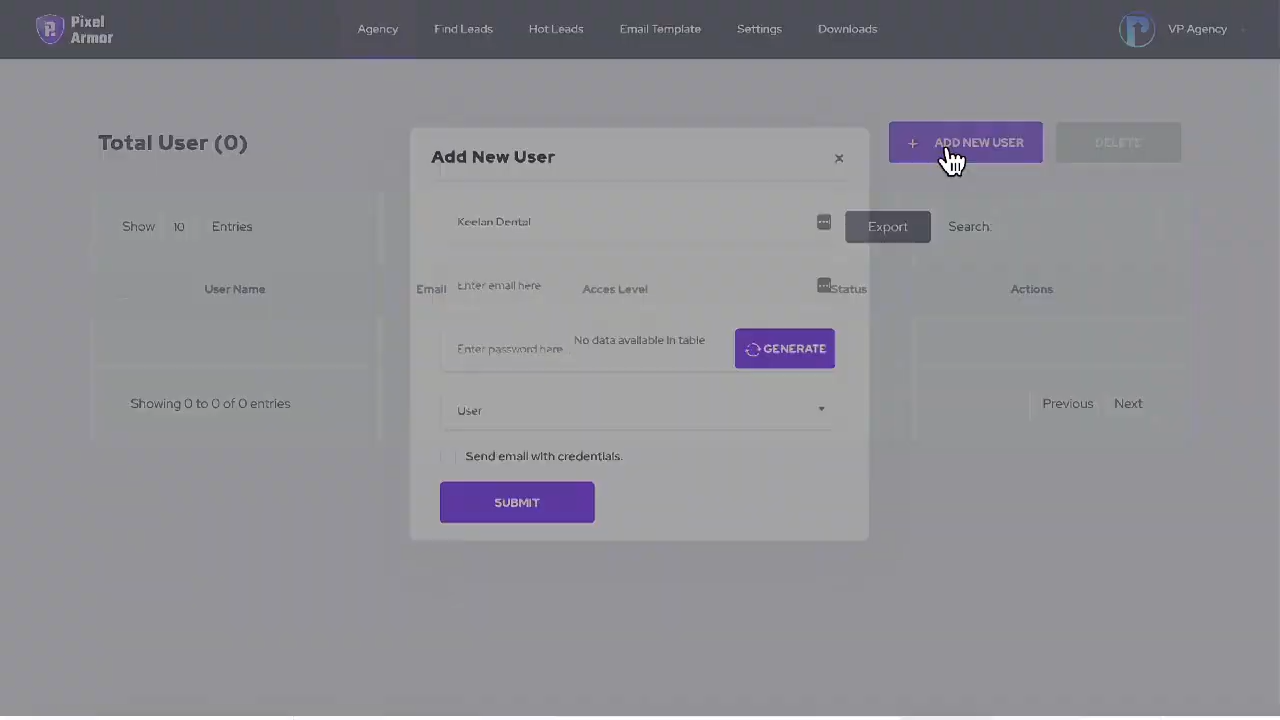 Pixel
Armor
Agency
Find Leads
Hot Leads
Email Template
Settings
Downloads
VP Agency
Total User (0)
Add New User
×
+ ADD NEW USER
DELETE
Show 10 Entries
Keelan Dental
Export
Search:
User Name
Email
Enter email here
Acces Level
Status
Actions
Enter password here
No data available in table
GENERATE
Showing 0 to 0 of 0 entries
User
Previous
Next
Send email with credentials.
SUBMIT